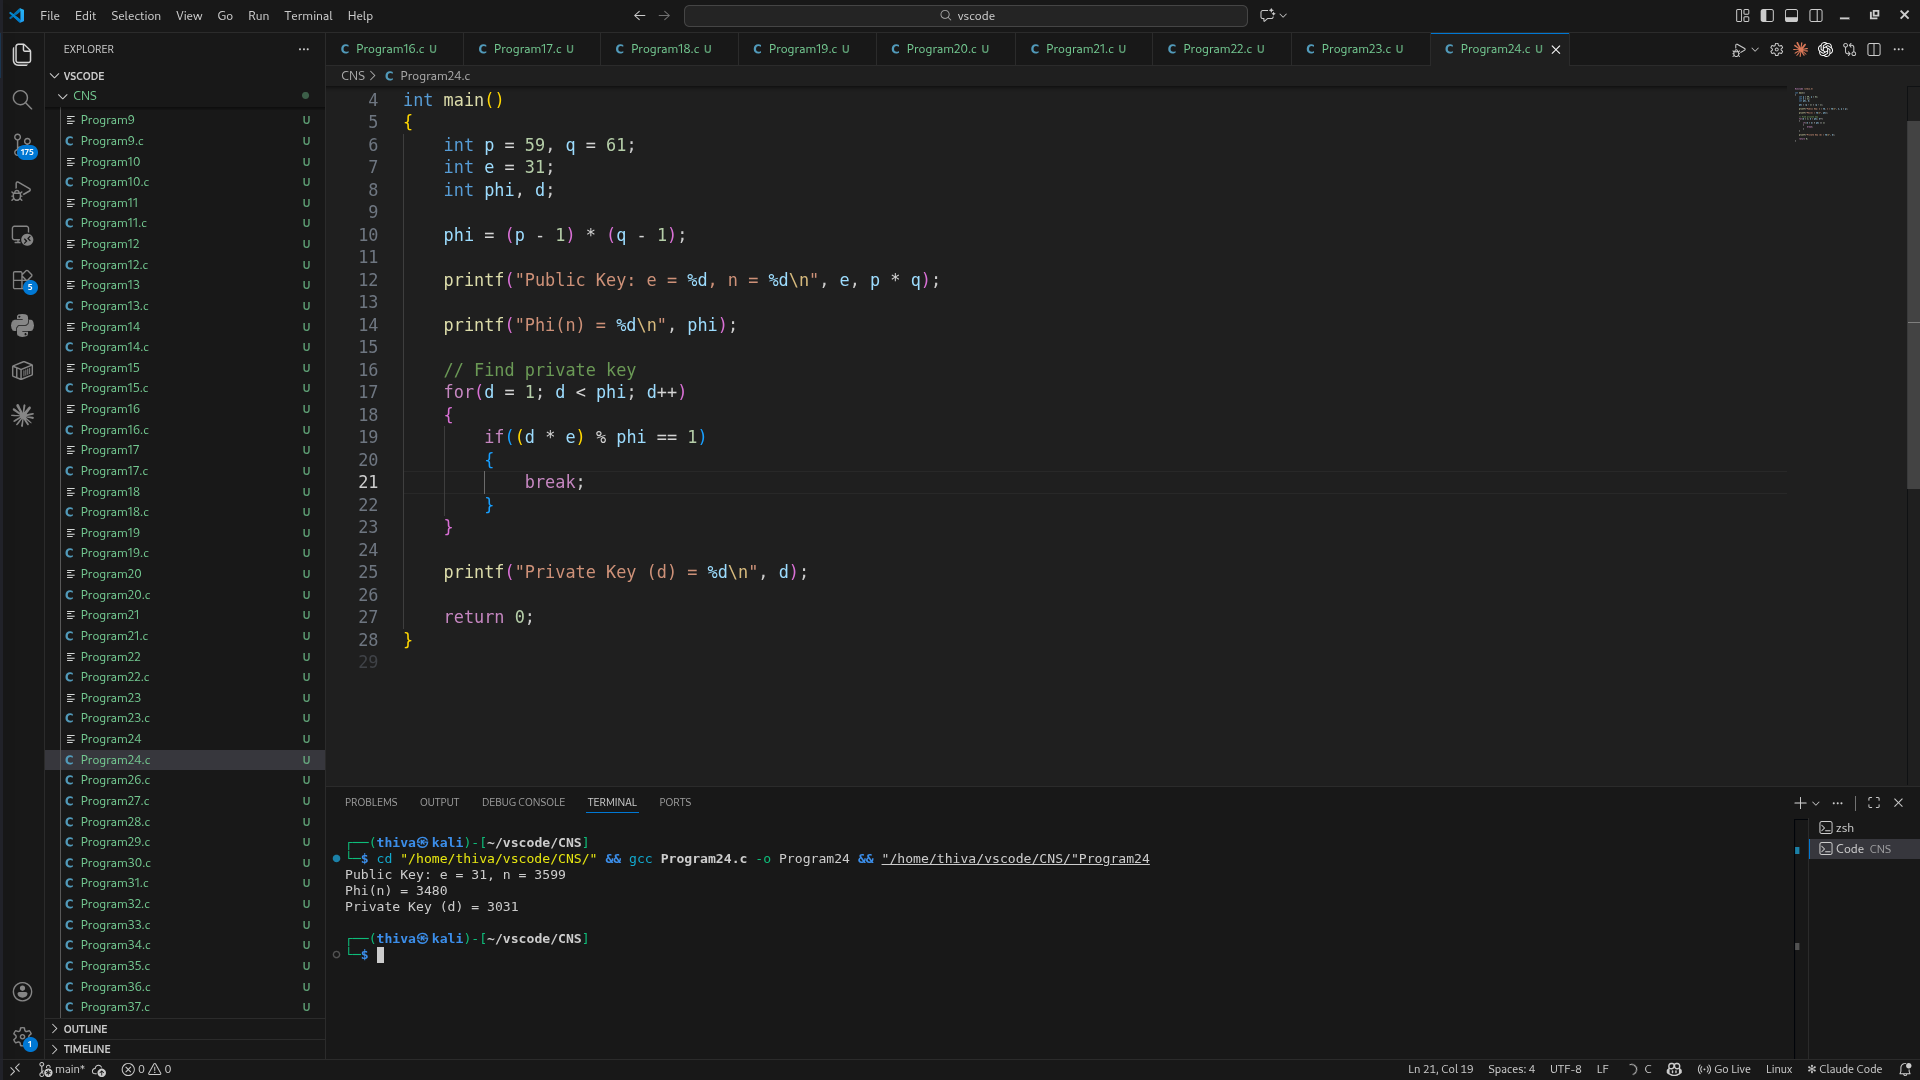 File Edit Selection View Go Run Terminal Help
vscode
EXPLORER
Program16.c U
Program17.c U
Program18.c U
Program19.c U
Program20.c U
Program21.c U
Program22.c U
Program23.c U
Program24.c U
VSCODE
CNS
CNS > C Program24.c
Program9 U
C Program9.c U
Program10 U
C Program10.c U
Program11 U
C Program11.c U
Program12 U
C Program12.c U
Program13 U
C Program13.c U
Program14 U
C Program14.c U
Program15 U
C Program15.c U
Program16 U
C Program16.c U
Program17 U
C Program17.c U
Program18 U
C Program18.c U
Program19 U
C Program19.c U
Program20 U
C Program20.c U
Program21 U
C Program21.c U
Program22 U
C Program22.c U
Program23 U
C Program23.c U
Program24 U
C Program24.c U
C Program26.c U
C Program27.c U
C Program28.c U
C Program29.c U
C Program30.c U
C Program31.c U
C Program32.c U
C Program33.c U
C Program34.c U
C Program35.c U
C Program36.c U
C Program37.c U
OUTLINE
TIMELINE
175
5
1
4 int main()
5 {
6 int p = 59, q = 61;
7 int e = 31;
8 int phi, d;
9
10 phi = (p - 1) * (q - 1);
11
12 printf("Public Key: e = %d, n = %d\n", e, p * q);
13
14 printf("Phi(n) = %d\n", phi);
15
16 // Find private key
17 for(d = 1; d < phi; d++)
18 {
19 if((d * e) % phi == 1)
20 {
21 break;
22 }
23 }
24
25 printf("Private Key (d) = %d\n", d);
26
27 return 0;
28 }
29
PROBLEMS OUTPUT DEBUG CONSOLE TERMINAL PORTS
┌──(thiva㉿kali)-[~/vscode/CNS]
└─$ cd "/home/thiva/vscode/CNS/" && gcc Program24.c -o Program24 && "/home/thiva/vscode/CNS/"Program24
Public Key: e = 31, n = 3599
Phi(n) = 3480
Private Key (d) = 3031
┌──(thiva㉿kali)-[~/vscode/CNS]
└─$
zsh
Code CNS
main* 0 0
Ln 21, Col 19 Spaces: 4 UTF-8 LF C Go Live Linux Claude Code